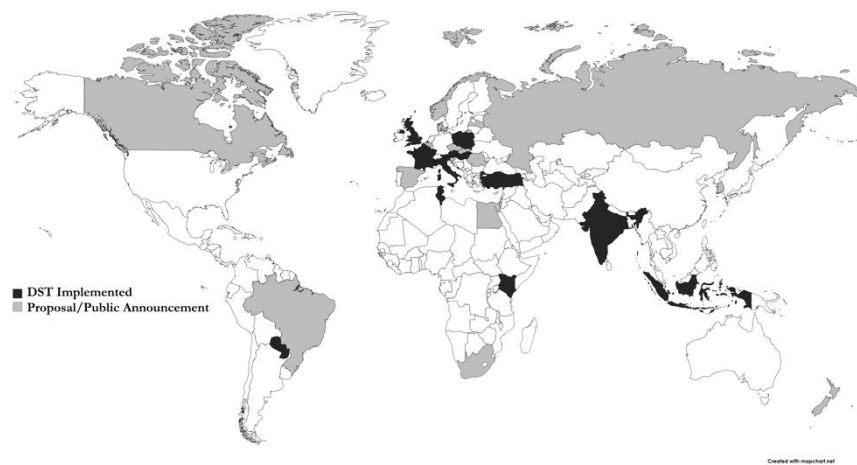 DST Implemented
Proposal/Public Announcement
Created with mapchart.net